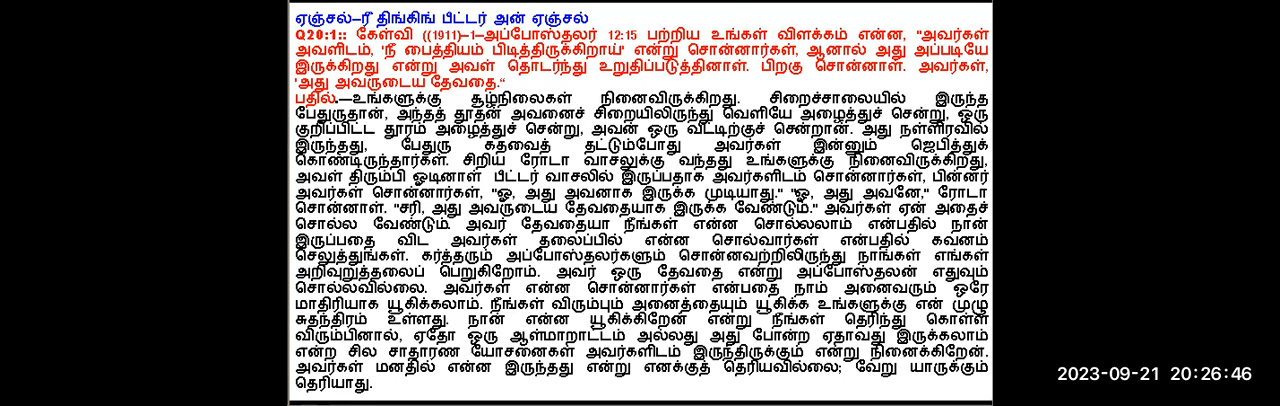 ஏஞ்சல்–ரீ திங்கிங் பீட்டர் அன் ஏஞ்சல்
Q20:1:: கேள்வி ((1911)–1–அப்போஸ்தலர் 12:15 பற்றிய உங்கள் விளக்கம் என்ன, "அவர்கள்
அவளிடம், 'நீ பைத்தியம் பிடித்திருக்கிறாய்' என்று சொன்னார்கள், ஆனால் அது அப்படியே
இருக்கிறது என்று அவள் தொடர்ந்து உறுதிப்படுத்தினாள். பிறகு சொன்னாள். அவர்கள்,
'அது அவருடைய தேவதை."
பதில்.—உங்களுக்கு சூழ்நிலைகள் நினைவிருக்கிறது. சிறைச்சாலையில் இருந்த
பேதுருதான், அந்தத் தூதன் அவனைச் சிறையிலிருந்து வெளியே அழைத்துச் சென்று, ஒரு
குறிப்பிட்ட தூரம் அழைத்துச் சென்று, அவன் ஒரு வீட்டிற்குச் சென்றான். அது நள்ளிரவில்
இருந்தது, பேதுரு கதவைத் தட்டும்போது அவர்கள் இன்னும் ஜெபித்துக்
கொண்டிருந்தார்கள். சிறிய ரோடா வாசலுக்கு வந்தது உங்களுக்கு நினைவிருக்கிறது,
அவள் திரும்பி ஓடினாள் பீட்டர் வாசலில் இருப்பதாக அவர்களிடம் சொன்னார்கள், பின்னர்
அவர்கள் சொன்னார்கள், "ஓ, அது அவனாக இருக்க முடியாது." "ஓ, அது அவனே," ரோடா
சொன்னாள். "சரி, அது அவருடைய தேவதையாக இருக்க வேண்டும்." அவர்கள் ஏன் அதைச்
சொல்ல வேண்டும். அவர் தேவதையா நீங்கள் என்ன சொல்லலாம் என்பதில் நான்
இருப்பதை விட அவர்கள் தலைப்பில் என்ன சொல்வார்கள் என்பதில் கவனம்
செலுத்துங்கள். கர்த்தரும் அப்போஸ்தலர்களும் சொன்னவற்றிலிருந்து நாங்கள் எங்கள்
அறிவுறுத்தலைப் பெறுகிறோம். அவர் ஒரு தேவதை என்று அப்போஸ்தலன் எதுவும்
சொல்லவில்லை. அவர்கள் என்ன சொன்னார்கள் என்பதை நாம் அனைவரும் ஒரே
மாதிரியாக யூகிக்கலாம். நீங்கள் விரும்பும் அனைத்தையும் யூகிக்க உங்களுக்கு என் முழு
சுதந்திரம் உள்ளது. நான் என்ன யூகிக்கிறேன் என்று நீங்கள் தெரிந்து கொள்ள
விரும்பினால், ஏதோ ஒரு ஆள்மாறாட்டம் அல்லது அது போன்ற ஏதாவது இருக்கலாம்
என்ற சில சாதாரண யோசனைகள் அவர்களிடம் இருந்திருக்கும் என்று நினைக்கிறேன்.
அவர்கள் மனதில் என்ன இருந்தது என்று எனக்குத் தெரியவில்லை; வேறு யாருக்கும்
தெரியாது.
2023-09-21 20:26:46